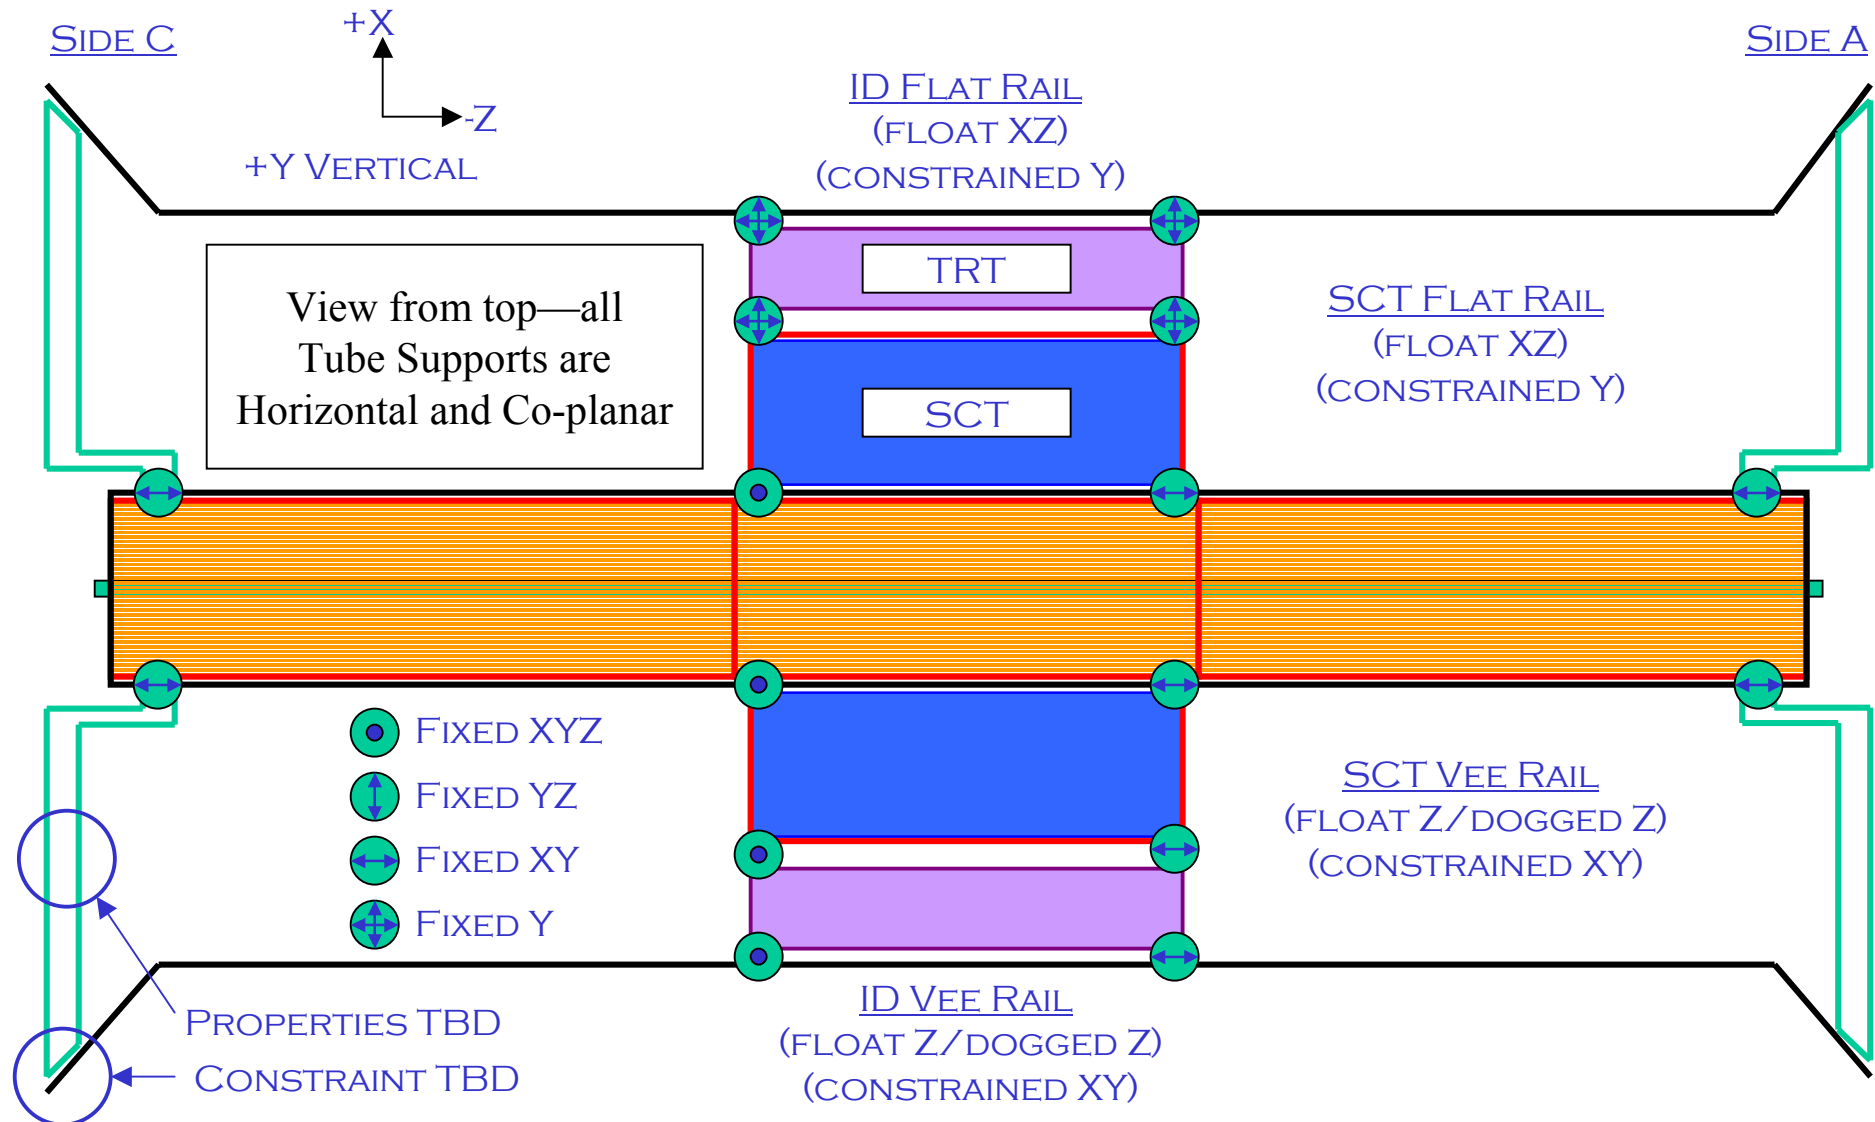 SIDE C
+X
SIDE A
-Z
+Y VERTICAL
ID FLAT RAIL
(FLOAT XZ)
(CONSTRAINED Y)
View from top—all
Tube Supports are
Horizontal and Co-planar
TRT
SCT
SCT FLAT RAIL
(FLOAT XZ)
(CONSTRAINED Y)
FIXED XYZ
FIXED YZ
FIXED XY
FIXED Y
SCT VEE RAIL
(FLOAT Z/DOGGED Z)
(CONSTRAINED XY)
PROPERTIES TBD
CONSTRAINT TBD
ID VEE RAIL
(FLOAT Z/DOGGED Z)
(CONSTRAINED XY)